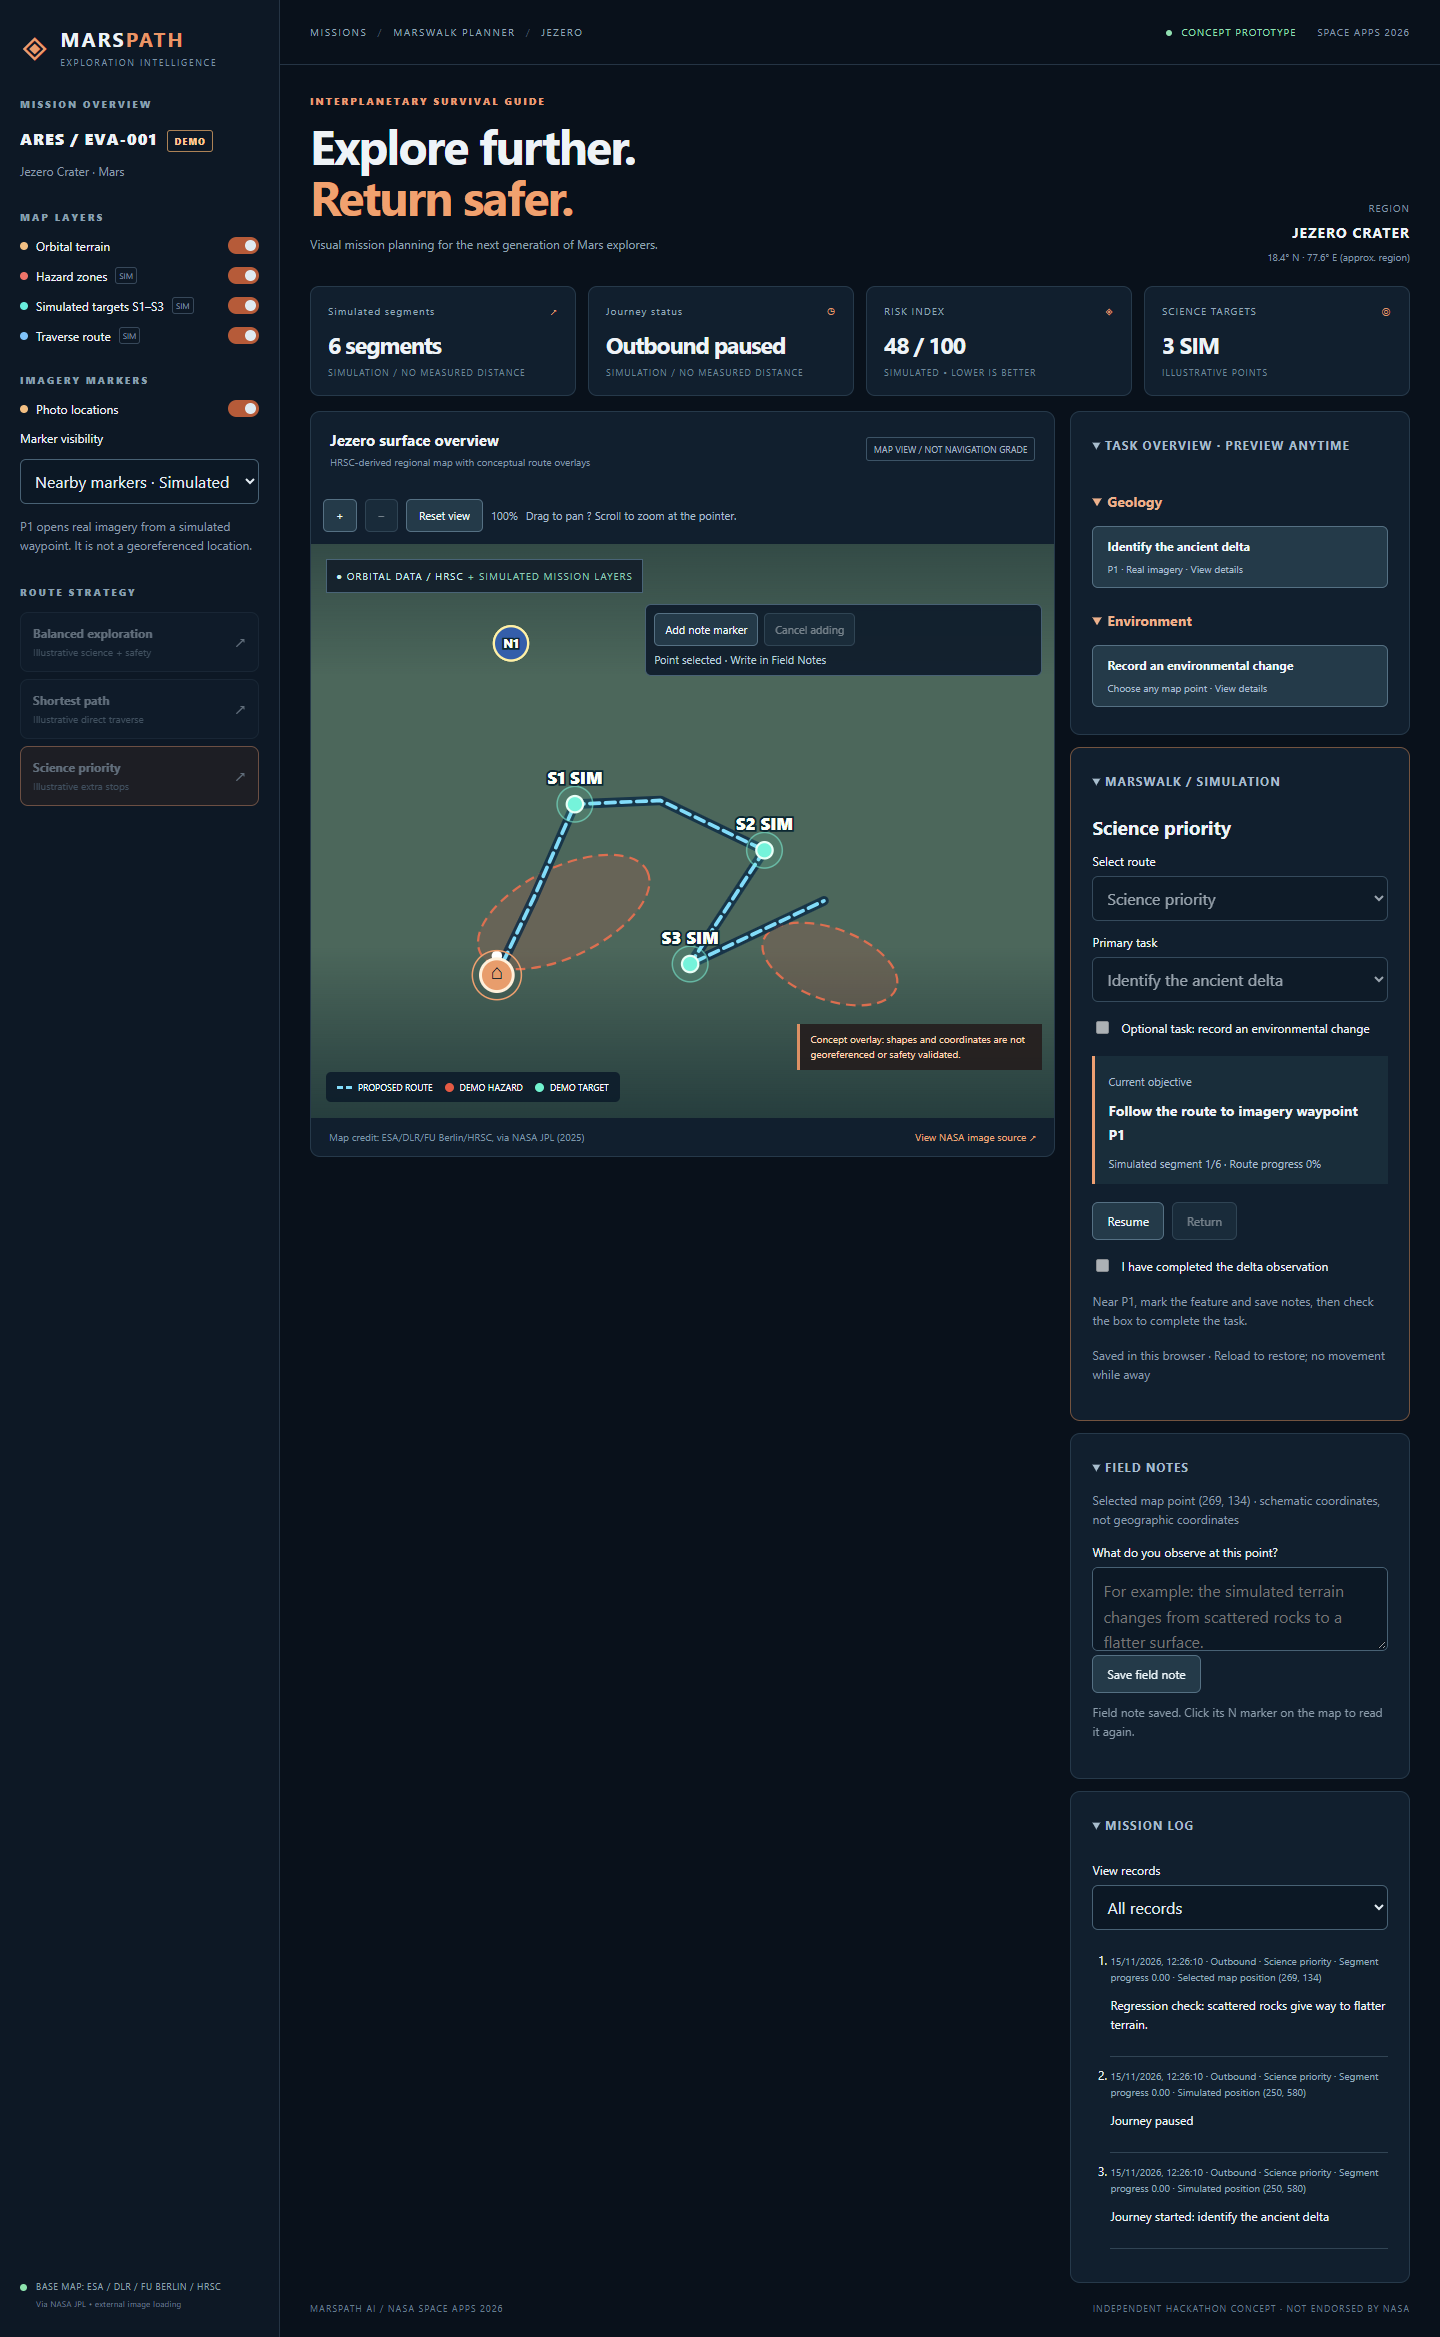 MARSPATH
EXPLORATION INTELLIGENCE
MISSION OVERVIEW
ARES / EVA-001 DEMO
Jezero Crater · Mars
MAP LAYERS
Orbital terrain
Hazard zones SIM
Simulated targets S1–S3 SIM
Traverse route SIM
IMAGERY MARKERS
Photo locations
Marker visibility
Nearby markers · Simulated
P1 opens real imagery from a simulated
waypoint. It is not a georeferenced location.
ROUTE STRATEGY
Balanced exploration ↗
Illustrative science + safety
Shortest path ↗
Illustrative direct traverse
Science priority ↗
Illustrative extra stops
BASE MAP: ESA / DLR / FU BERLIN / HRSC
Via NASA JPL • external image loading
MISSIONS / MARSWALK PLANNER / JEZERO
CONCEPT PROTOTYPE SPACE APPS 2026
INTERPLANETARY SURVIVAL GUIDE
Explore further.
Return safer.
Visual mission planning for the next generation of Mars explorers.
REGION
JEZERO CRATER
18.4° N · 77.6° E (approx. region)
Simulated segments ↗
6 segments
SIMULATION / NO MEASURED DISTANCE
Journey status
Outbound paused
SIMULATION / NO MEASURED DISTANCE
RISK INDEX
48 / 100
SIMULATED • LOWER IS BETTER
SCIENCE TARGETS
3 SIM
ILLUSTRATIVE POINTS
Jezero surface overview
HRSC-derived regional map with conceptual route overlays
MAP VIEW / NOT NAVIGATION GRADE
+ − Reset view 100% Drag to pan ? Scroll to zoom at the pointer.
● ORBITAL DATA / HRSC + SIMULATED MISSION LAYERS
Add note marker Cancel adding
Point selected · Write in Field Notes
N1
S1 SIM
S2 SIM
S3 SIM
Concept overlay: shapes and coordinates are not
georeferenced or safety validated.
PROPOSED ROUTE DEMO HAZARD DEMO TARGET
Map credit: ESA/DLR/FU Berlin/HRSC, via NASA JPL (2025)
View NASA image source ↗
▼ TASK OVERVIEW · PREVIEW ANYTIME
▼ Geology
Identify the ancient delta
P1 · Real imagery · View details
▼ Environment
Record an environmental change
Choose any map point · View details
▼ MARSWALK / SIMULATION
Science priority
Select route
Science priority
Primary task
Identify the ancient delta
Optional task: record an environmental change
Current objective
Follow the route to imagery waypoint
P1
Simulated segment 1/6 · Route progress 0%
Resume Return
I have completed the delta observation
Near P1, mark the feature and save notes, then check
the box to complete the task.
Saved in this browser · Reload to restore; no movement
while away
▼ FIELD NOTES
Selected map point (269, 134) · schematic coordinates,
not geographic coordinates
What do you observe at this point?
For example: the simulated terrain
changes from scattered rocks to a
flatter surface.
Save field note
Field note saved. Click its N marker on the map to read
it again.
▼ MISSION LOG
View records
All records
1. 15/11/2026, 12:26:10 · Outbound · Science priority · Segment
progress 0.00 · Selected map position (269, 134)
Regression check: scattered rocks give way to flatter
terrain.
2. 15/11/2026, 12:26:10 · Outbound · Science priority · Segment
progress 0.00 · Simulated position (250, 580)
Journey paused
3. 15/11/2026, 12:26:10 · Outbound · Science priority · Segment
progress 0.00 · Simulated position (250, 580)
Journey started: identify the ancient delta
MARSPATH AI / NASA SPACE APPS 2026
INDEPENDENT HACKATHON CONCEPT · NOT ENDORSED BY NASA